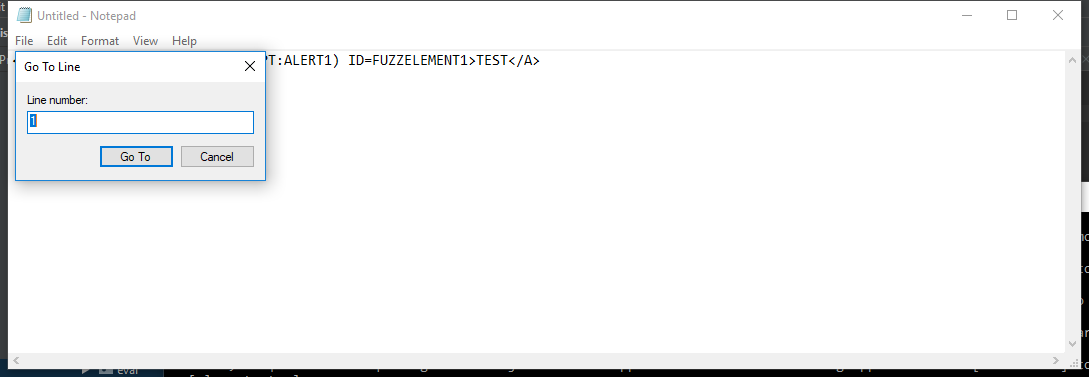 Untitled - Notepad
File Edit Format View Help
PT:ALERT1) ID=FUZZELEMENT1>TEST</A>
Go To Line
Line number:
1
Go To Cancel
eval